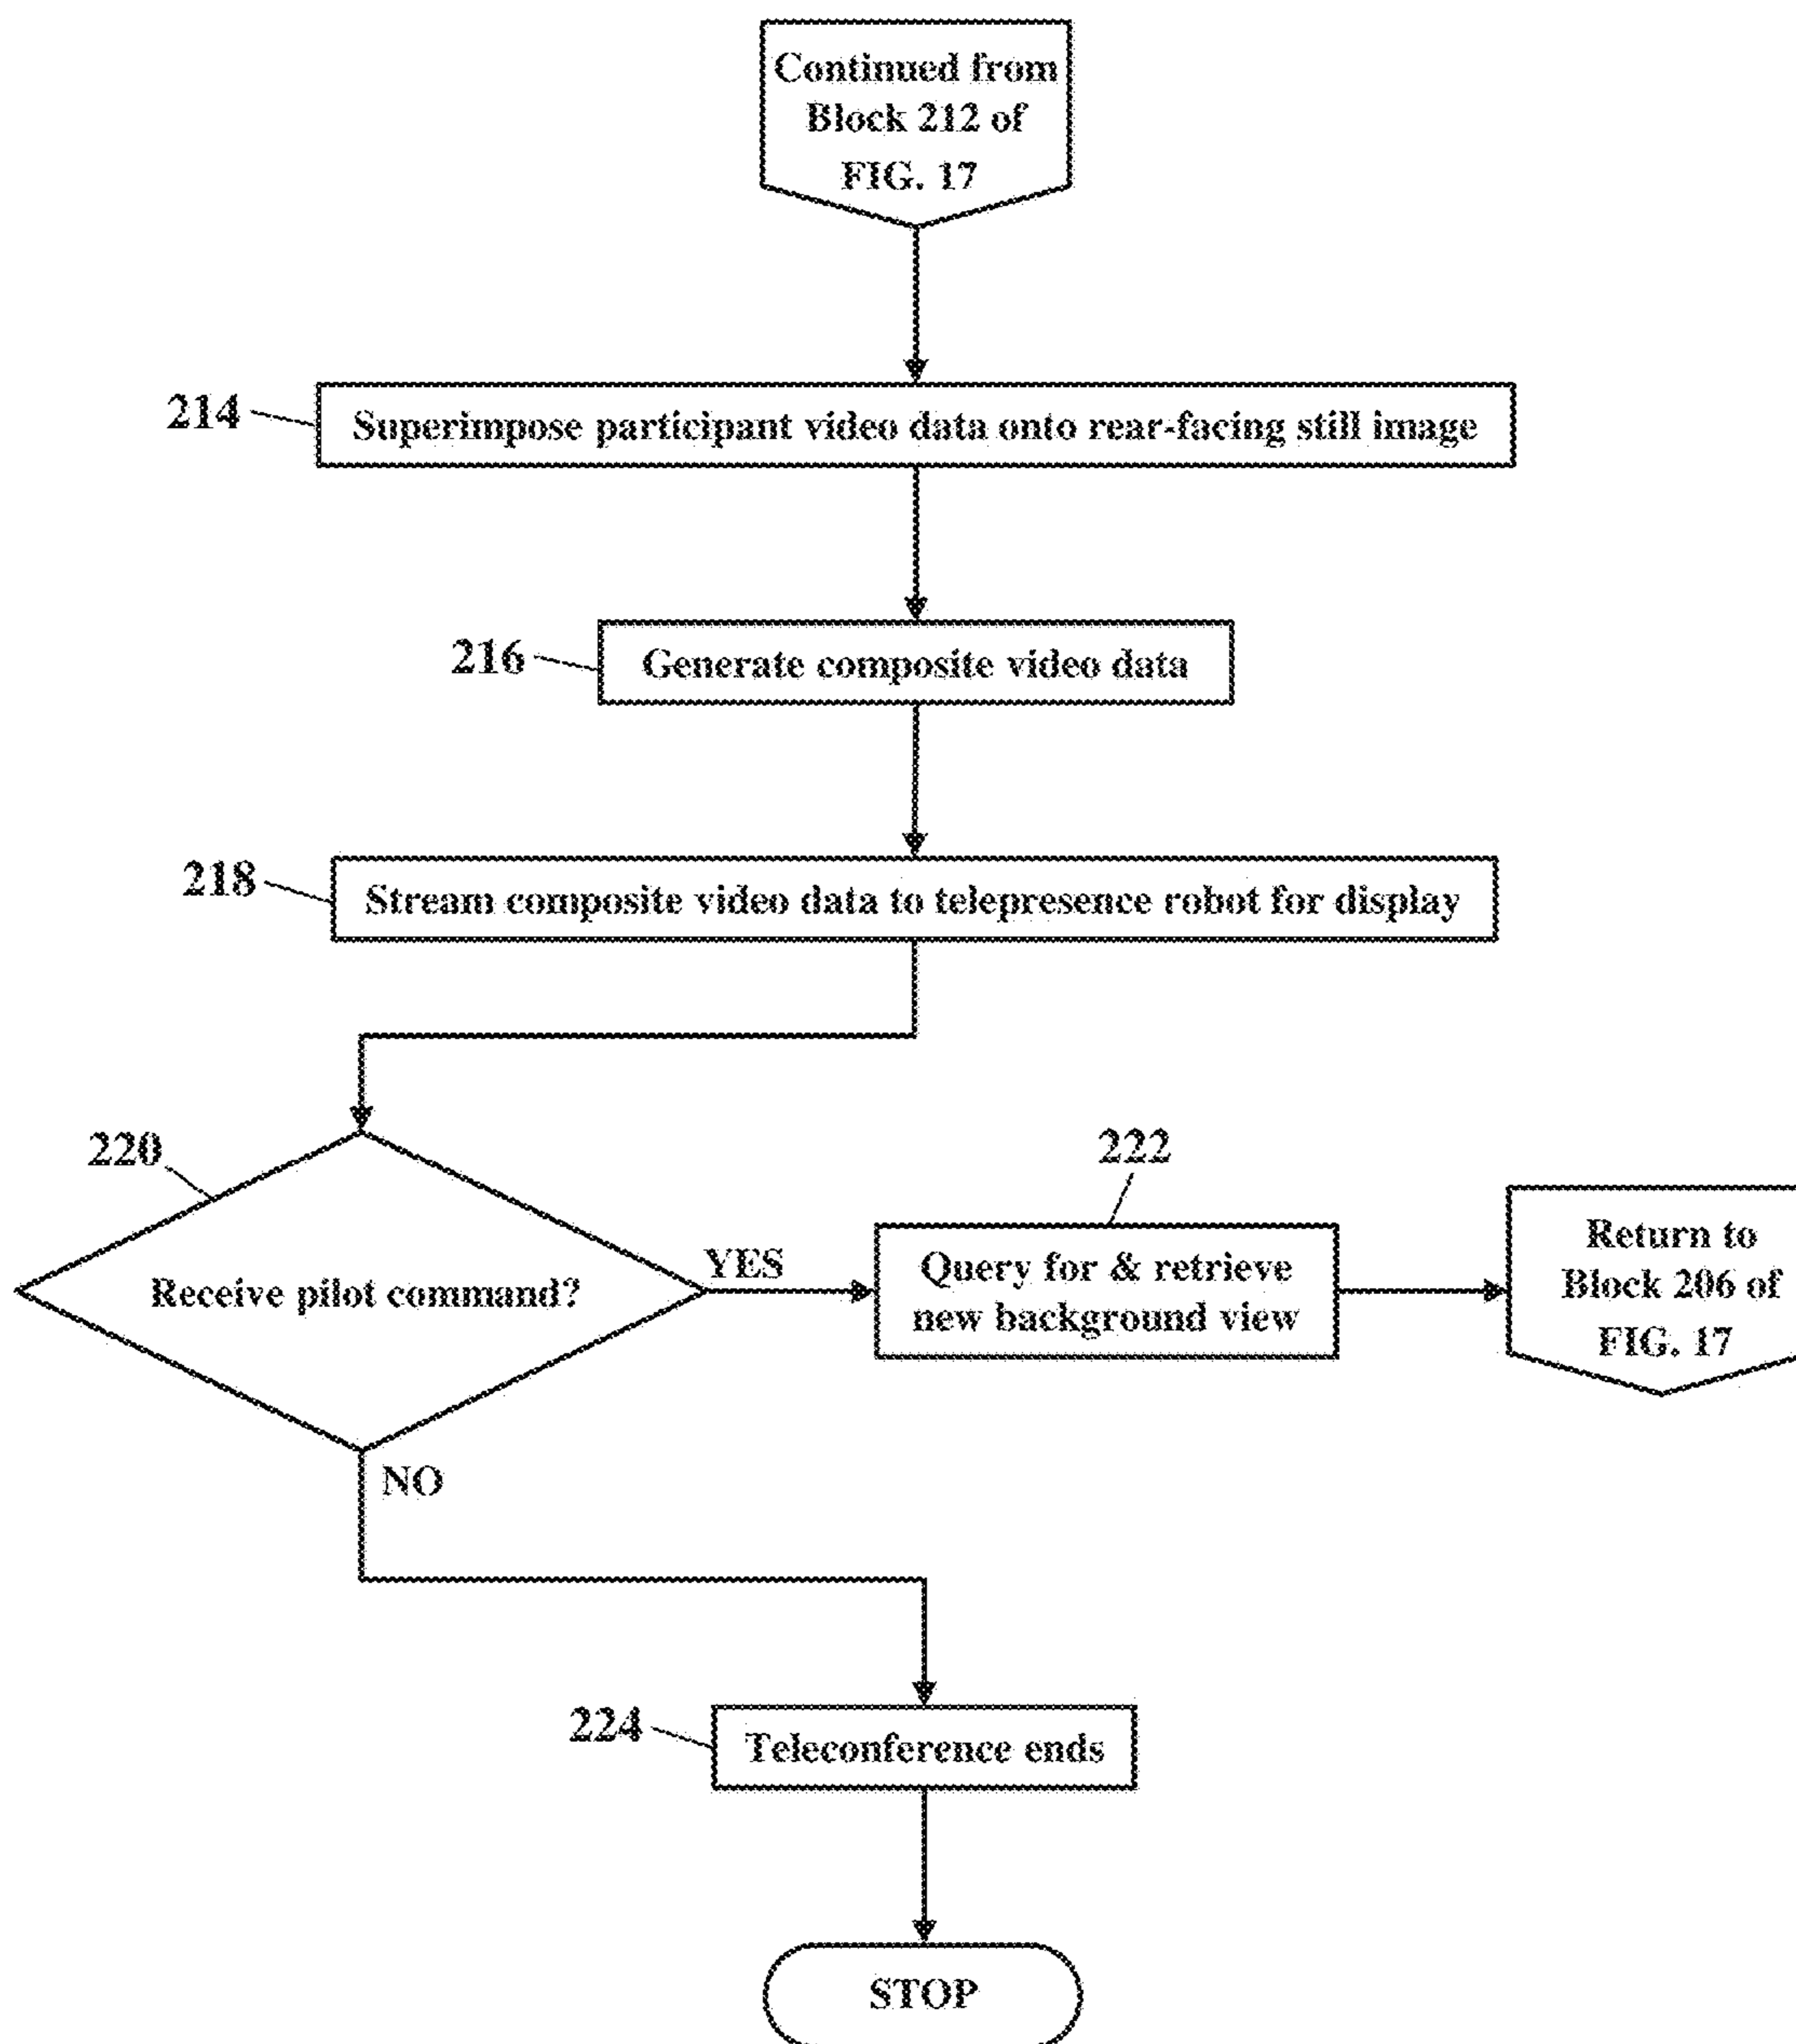 Continued from
Block 212 of
FIG. 17
214
Superimpose participant video data onto rear-facing still image
216
Generate composite video data
218
Stream composite video data to telepresence robot for display
220
Receive pilot command?
YES
222
Query for & retrieve
new background view
Return to
Block 206 of
FIG. 17
NO
224
Teleconference ends
STOP